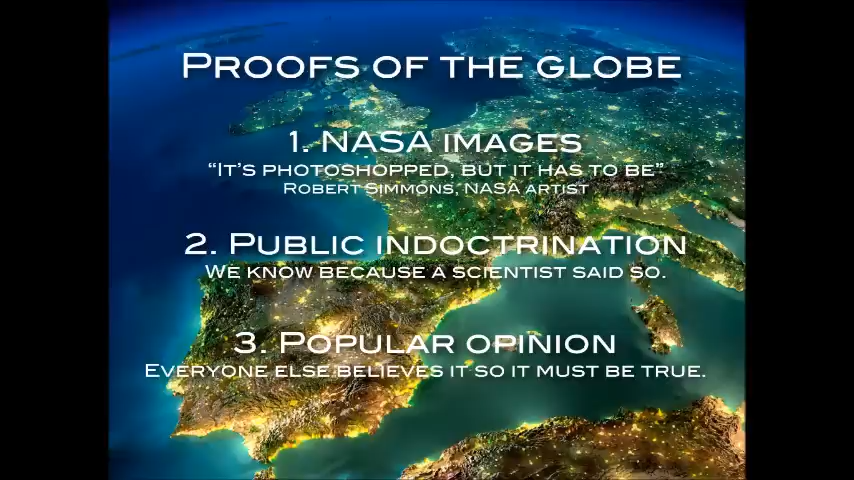 PROOFS OF THE GLOBE
1. NASA IMAGES
“IT'S PHOTOSHOPPED, BUT IT HAS TO BE”
ROBERT SIMMONS, NASA ARTIST
2. PUBLIC INDOCTRINATION
WE KNOW BECAUSE A SCIENTIST SAID SO.
3. POPULAR OPINION
EVERYONE ELSE BELIEVES IT SO IT MUST BE TRUE.